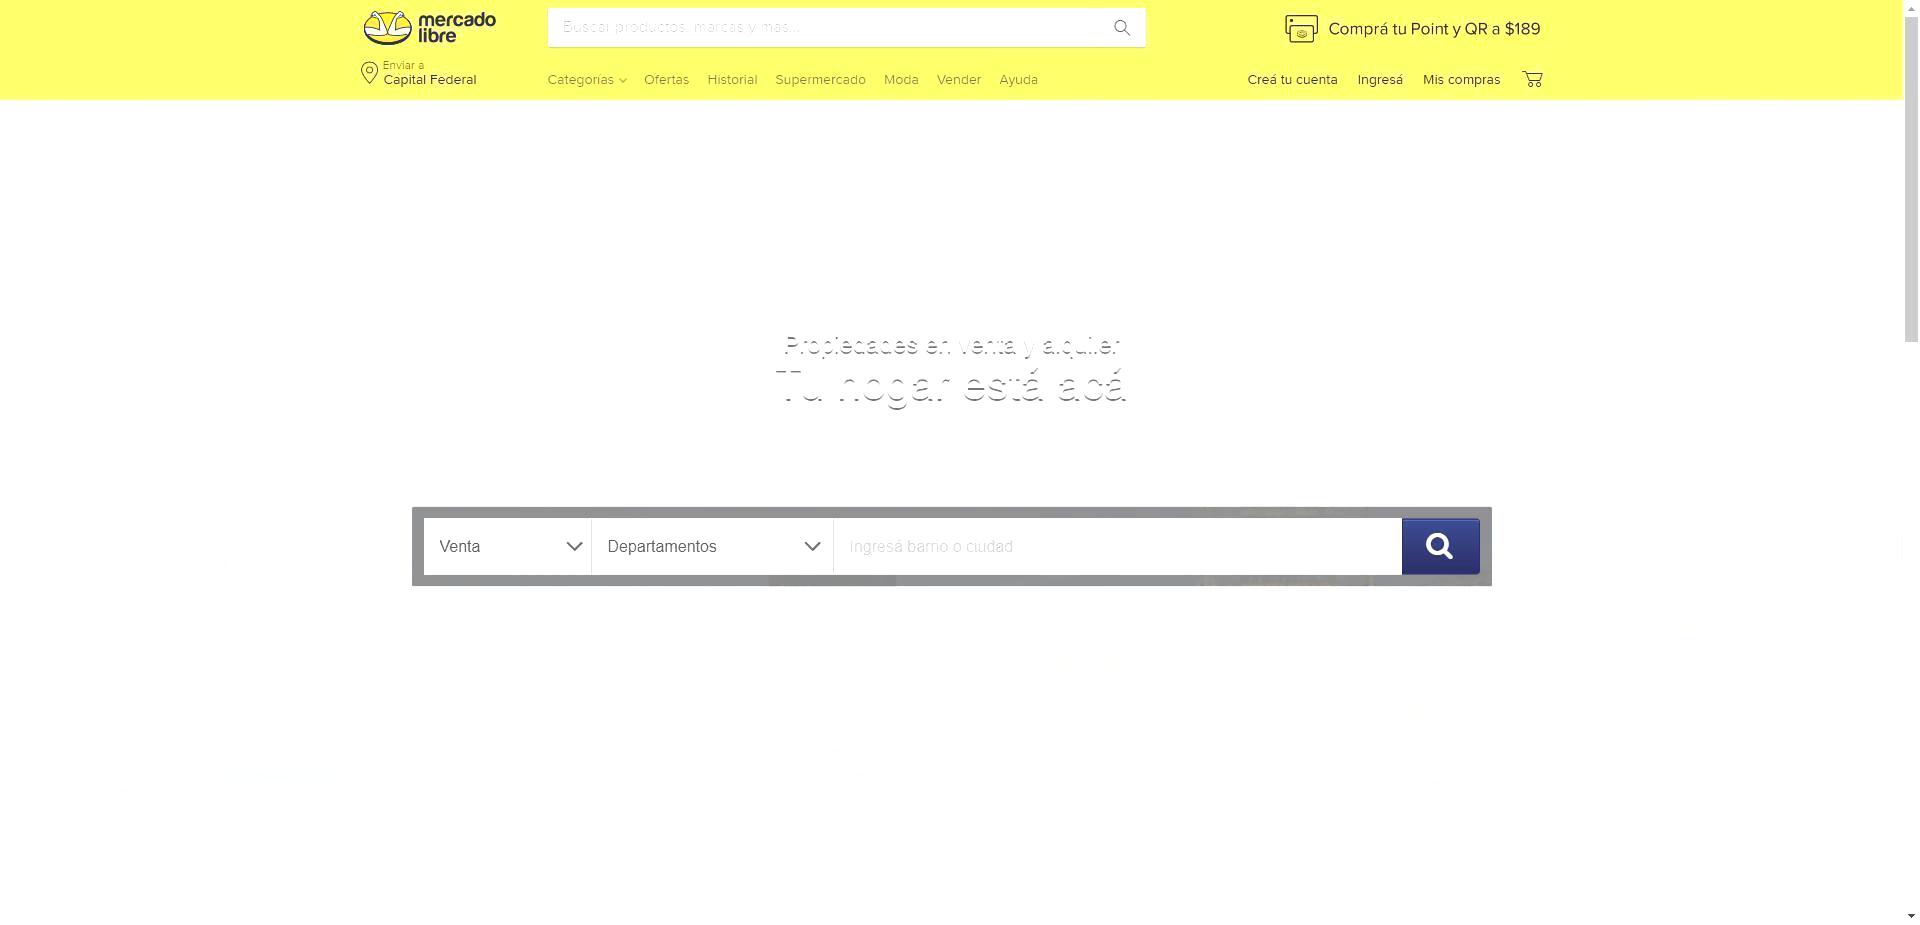 mercado
libre
Buscar productos, marcas y más...
Comprá tu Point y QR a $189
Enviar a
Capital Federal
Categorías Ofertas Historial Supermercado Moda Vender Ayuda
Creá tu cuenta Ingresá Mis compras
Propiedades en venta y alquiler
Tu hogar está acá
Venta Departamentos Ingresá barrio o ciudad